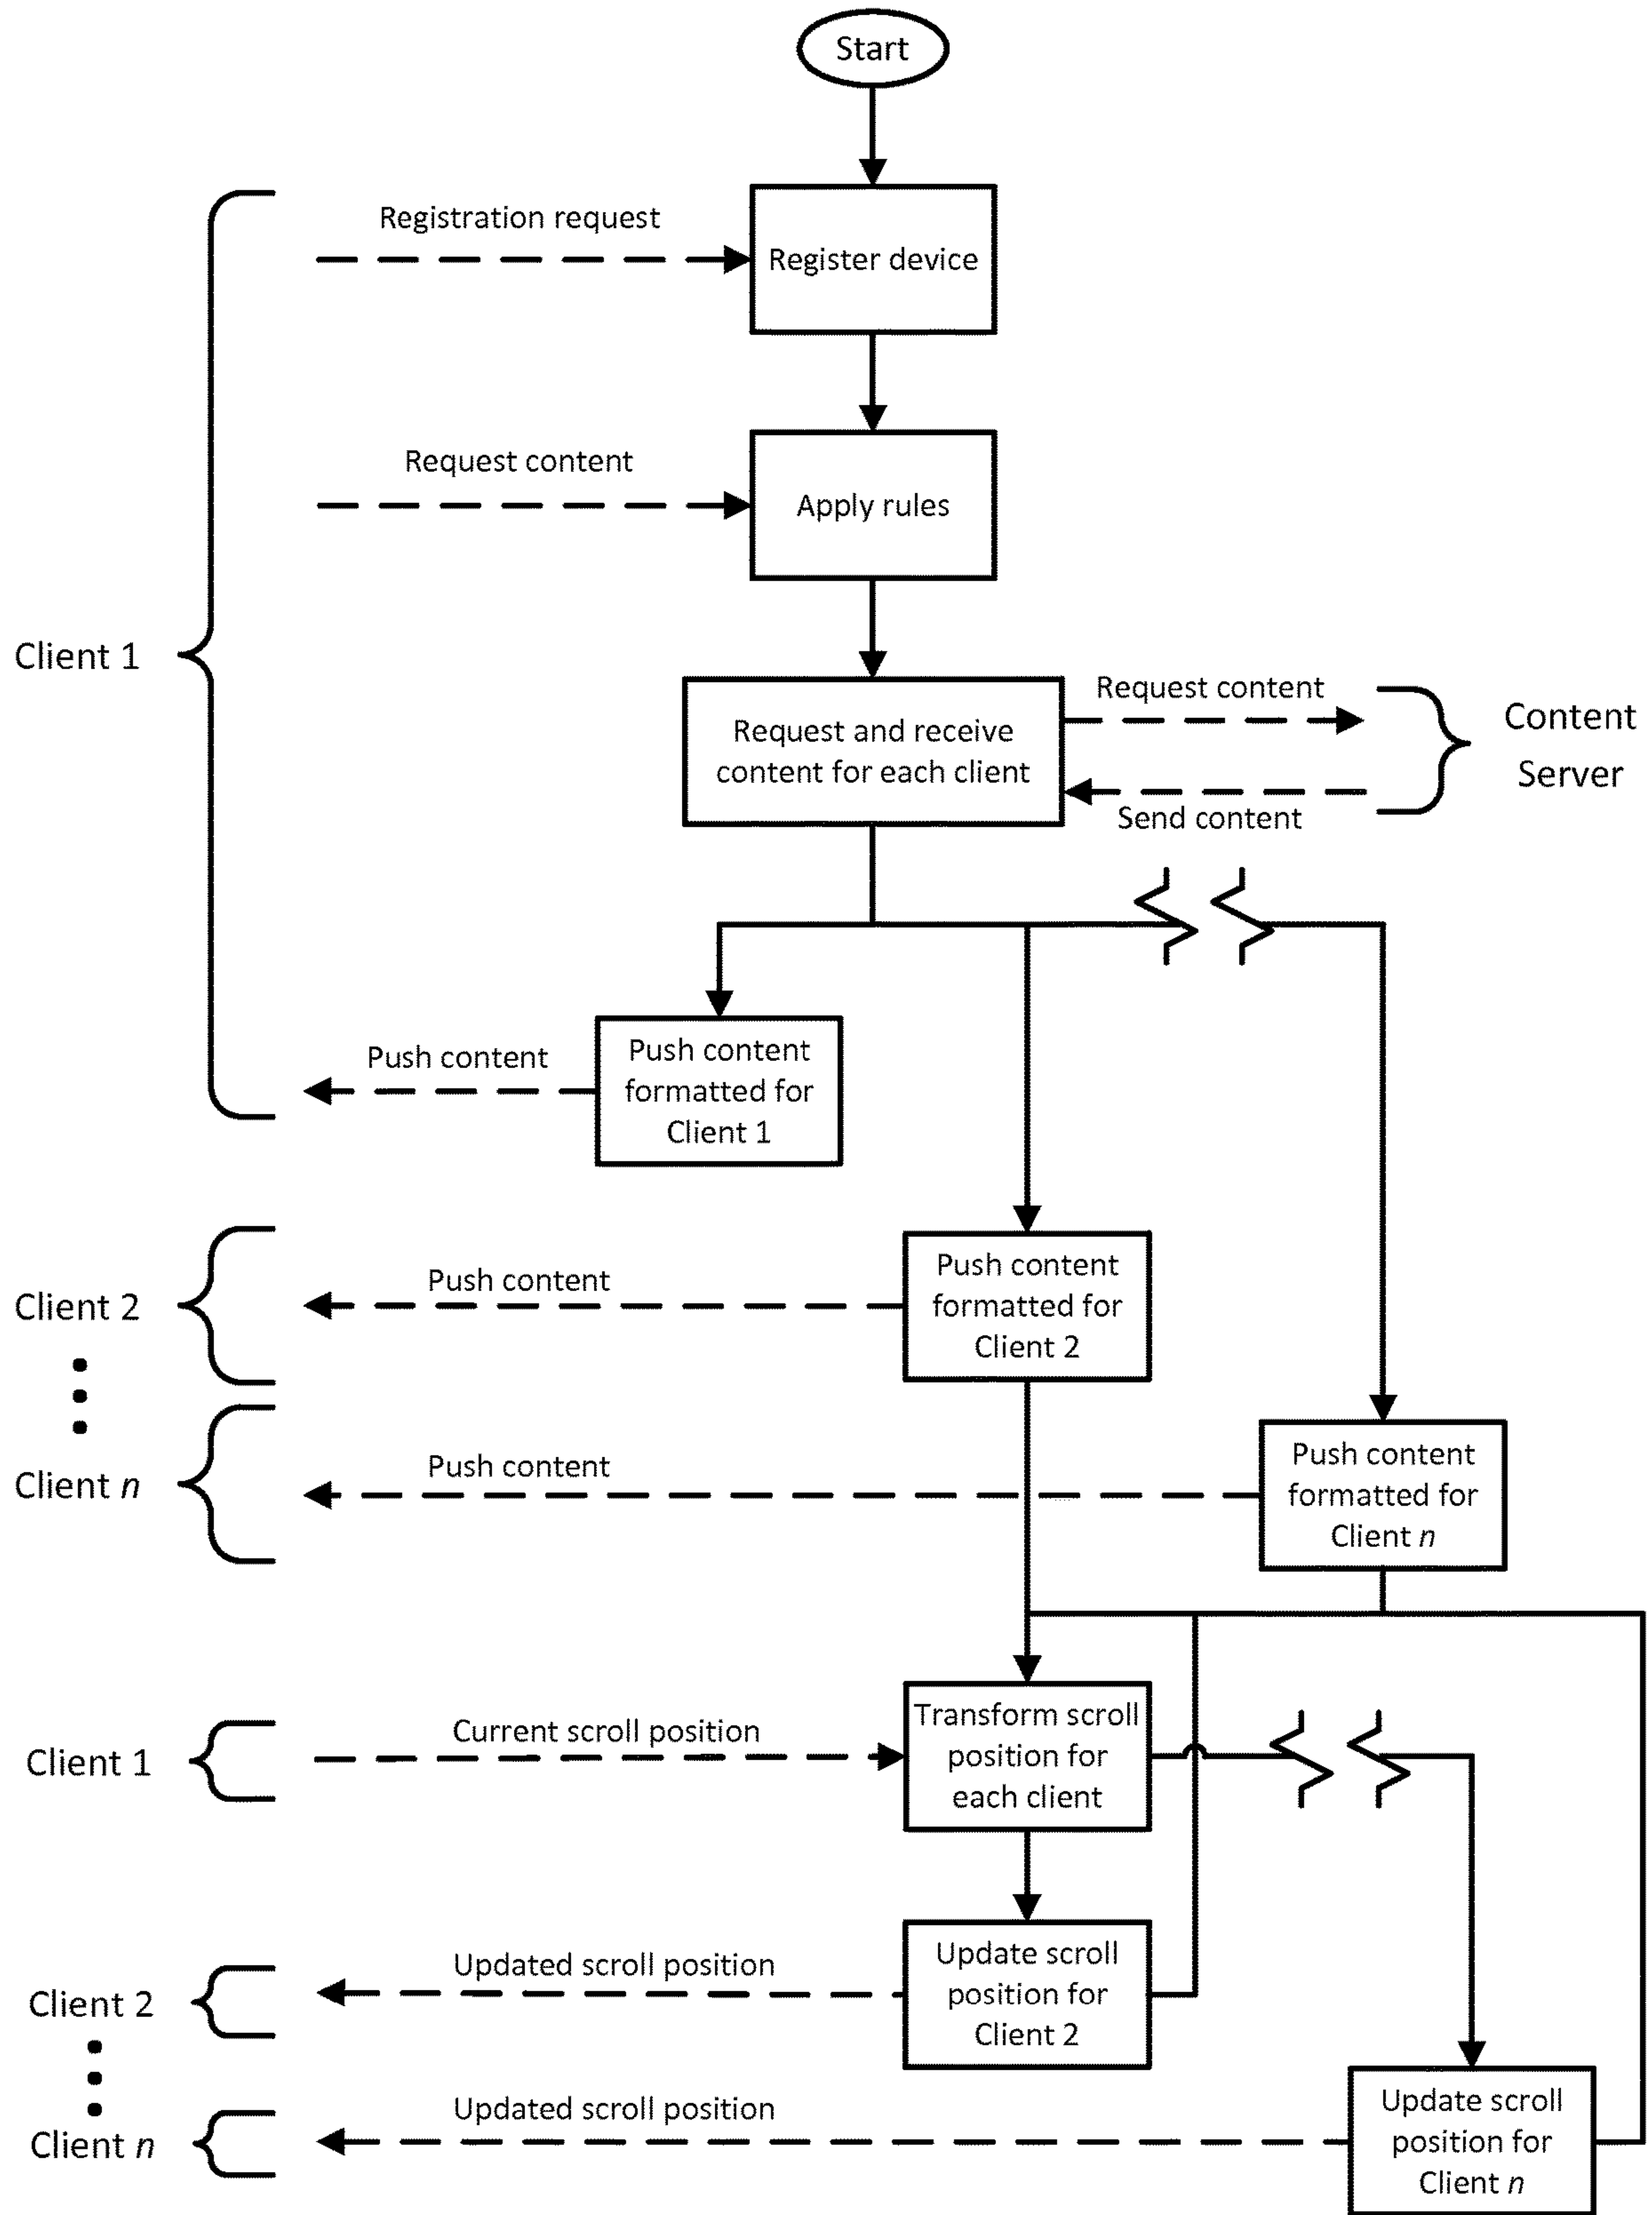 Start
Registration request
Register device
Request content
Apply rules
Client 1
Request content
Request and receive
content for each client
Content
Server
Send content
Push content
Push content
formatted for
Client 1
Client 2
Push content
Push content
formatted for
Client 2
Client n
Push content
Push content
formatted for
Client n
Client 1
Current scroll position
Transform scroll
position for
each client
Client 2
Updated scroll position
Update scroll
position for
Client 2
Client n
Updated scroll position
Update scroll
position for
Client n